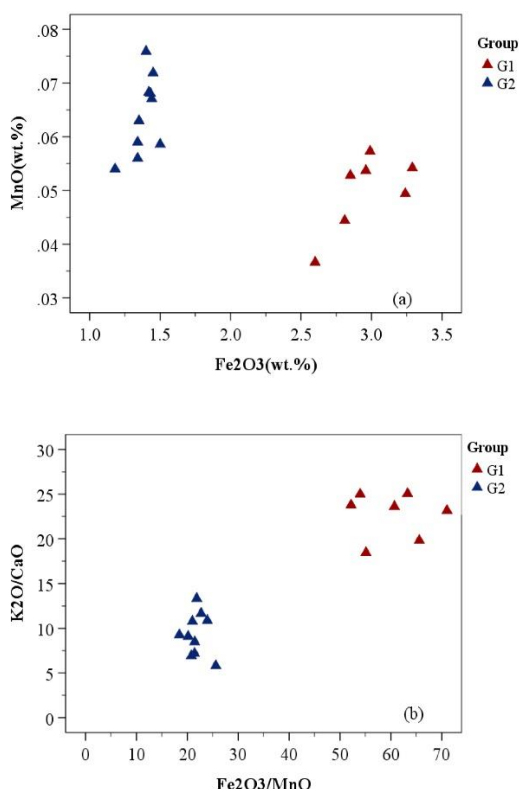 .08
.07
.06
.05
.04
.03
MnO(wt.%)
1.0 1.5 2.0 2.5 3.0 3.5
Fe2O3(wt.%)
(a)
Group
G1
G2
30
25
20
15
10
5
0
K2O/CaO
0 10 20 30 40 50 60 70
Fe2O3/MnO
(b)
Group
G1
G2